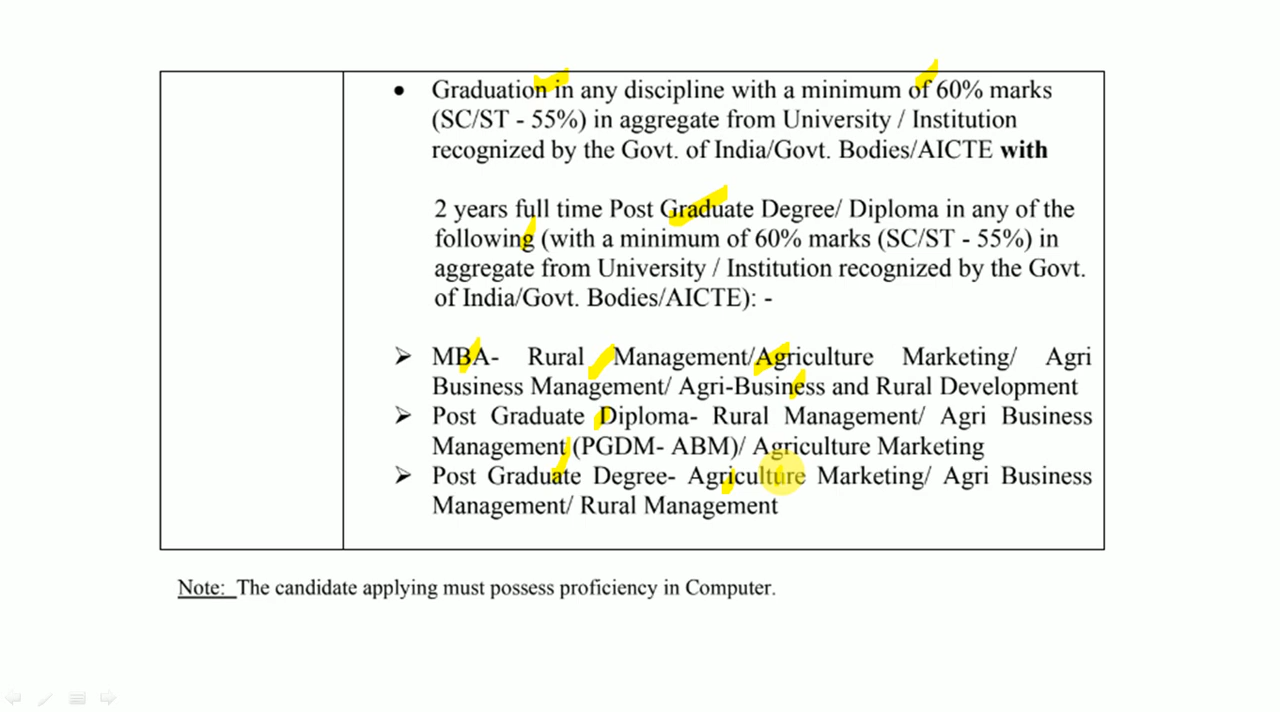 • Graduation in any discipline with a minimum of 60% marks
(SC/ST - 55%) in aggregate from University / Institution
recognized by the Govt. of India/Govt. Bodies/AICTE with
2 years full time Post Graduate Degree/ Diploma in any of the
following (with a minimum of 60% marks (SC/ST - 55%) in
aggregate from University / Institution recognized by the Govt.
of India/Govt. Bodies/AICTE): -
➢ MBA- Rural Management/Agriculture Marketing/ Agri
Business Management/ Agri-Business and Rural Development
➢ Post Graduate Diploma- Rural Management/ Agri Business
Management (PGDM- ABM)/ Agriculture Marketing
➢ Post Graduate Degree- Agriculture Marketing/ Agri Business
Management/ Rural Management
Note: The candidate applying must possess proficiency in Computer.